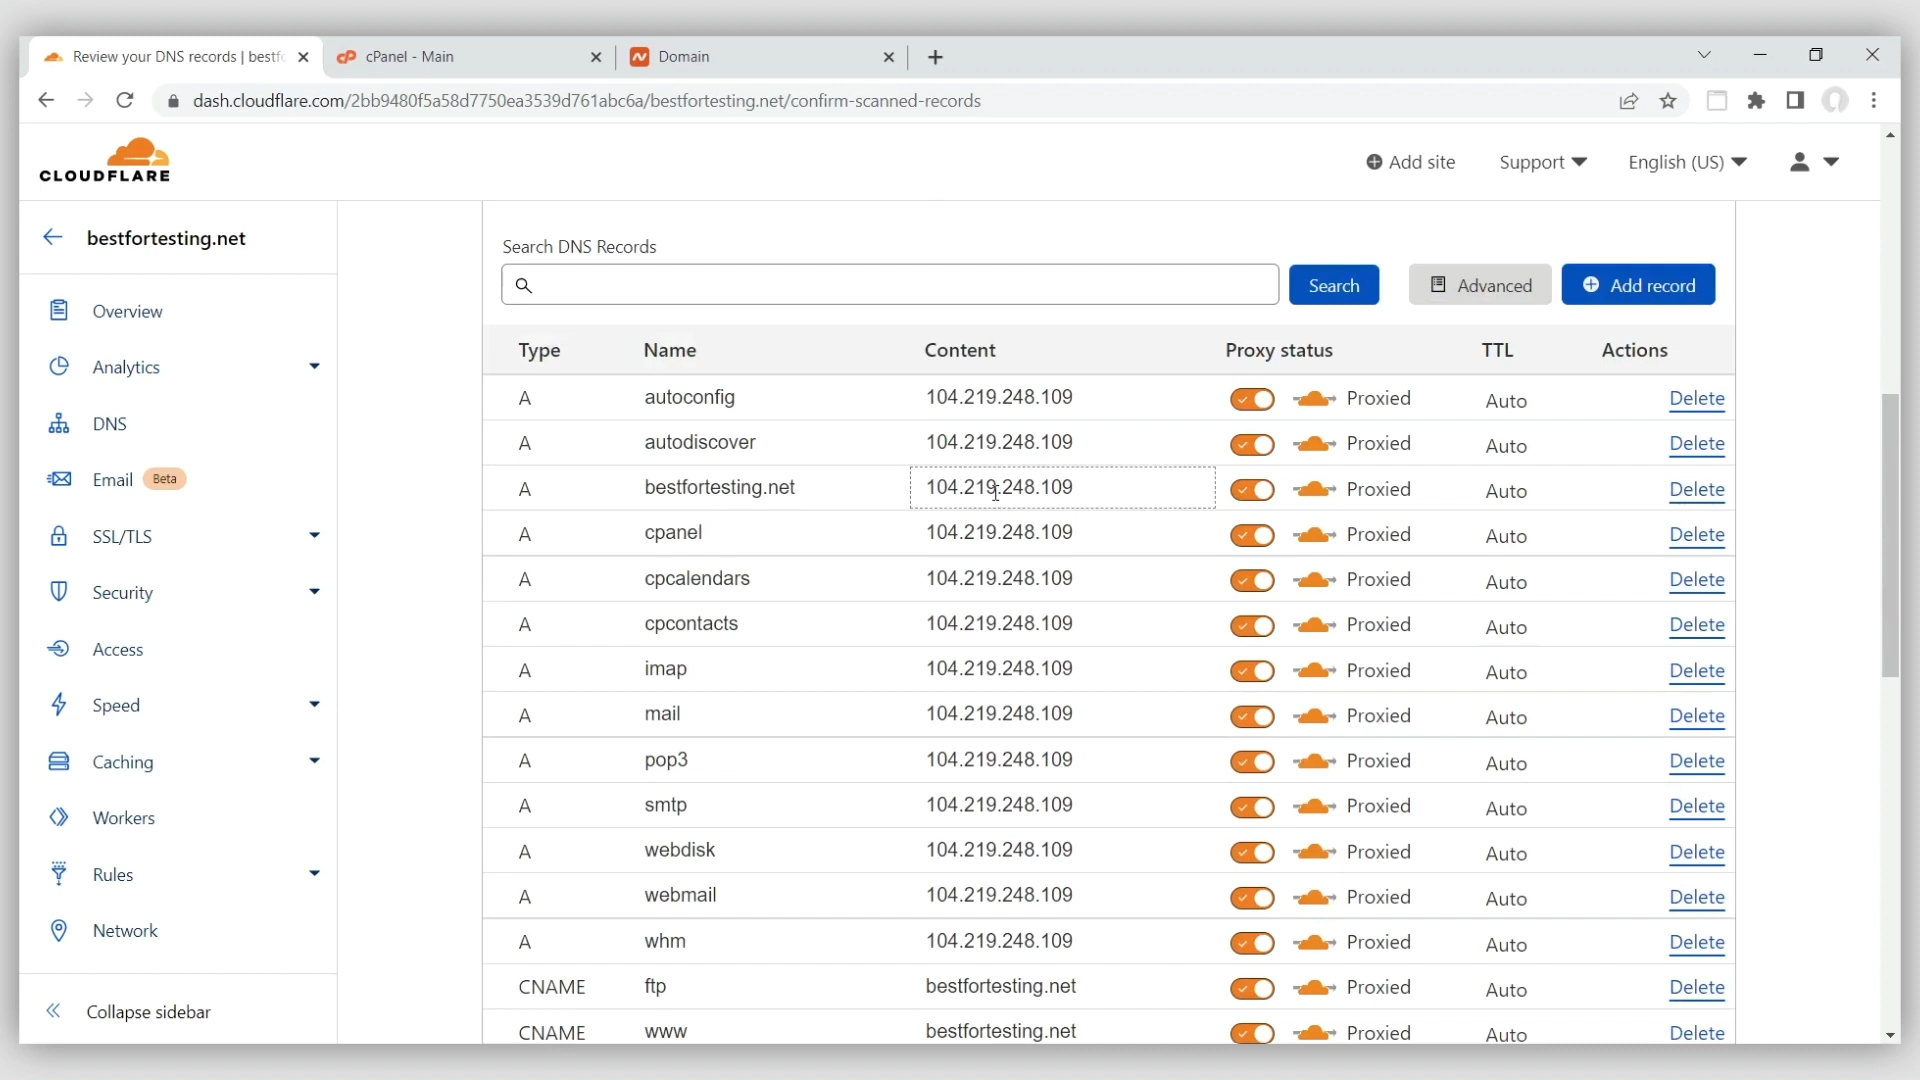 Review your DNS records | bestfc
cPanel - Main
Domain
dash.cloudflare.com/2bb9480f5a58d7750ea3539d761abc6a/bestfortesting.net/confirm-scanned-records
CLOUDFLARE
Add site
Support
English (US)
bestfortesting.net
Overview
Analytics
DNS
Email Beta
SSL/TLS
Security
Access
Speed
Caching
Workers
Rules
Network
Collapse sidebar
Search DNS Records
Search
Advanced
Add record
Type Name Content Proxy status TTL Actions
A autoconfig 104.219.248.109 Proxied Auto Delete
A autodiscover 104.219.248.109 Proxied Auto Delete
A bestfortesting.net 104.219.248.109 Proxied Auto Delete
A cpanel 104.219.248.109 Proxied Auto Delete
A cpcalendars 104.219.248.109 Proxied Auto Delete
A cpcontacts 104.219.248.109 Proxied Auto Delete
A imap 104.219.248.109 Proxied Auto Delete
A mail 104.219.248.109 Proxied Auto Delete
A pop3 104.219.248.109 Proxied Auto Delete
A smtp 104.219.248.109 Proxied Auto Delete
A webdisk 104.219.248.109 Proxied Auto Delete
A webmail 104.219.248.109 Proxied Auto Delete
A whm 104.219.248.109 Proxied Auto Delete
CNAME ftp bestfortesting.net Proxied Auto Delete
CNAME www bestfortesting.net Proxied Auto Delete